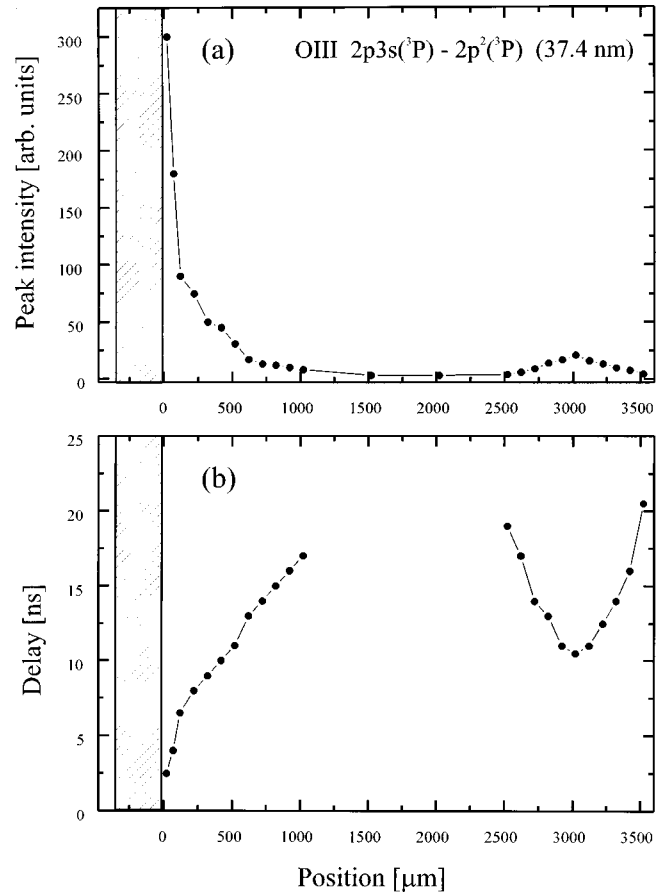 (a) OIII 2p3s(³P) - 2p²(³P) (37.4 nm)
Peak intensity [arb. units]
300
250
200
150
100
50
0
0 500 1000 1500 2000 2500 3000 3500
(b)
Delay [ns]
25
20
15
10
5
0
0 500 1000 1500 2000 2500 3000 3500
Position [μm]